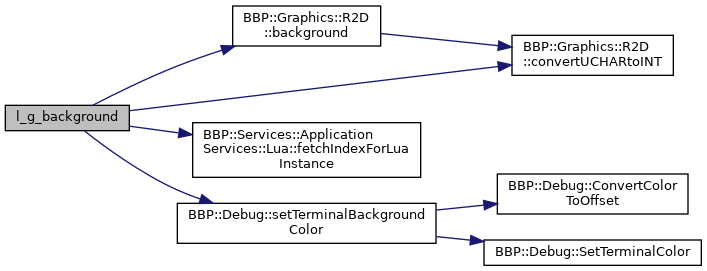 BBP::Graphics::R2D
::background
BBP::Graphics::R2D
::convertUCHARtoINT
l_g_background
BBP::Services::Application
Services::Lua::fetchIndexForLua
Instance
BBP::Debug::ConvertColor
ToOffset
BBP::Debug::setTerminalBackground
Color
BBP::Debug::SetTerminalColor